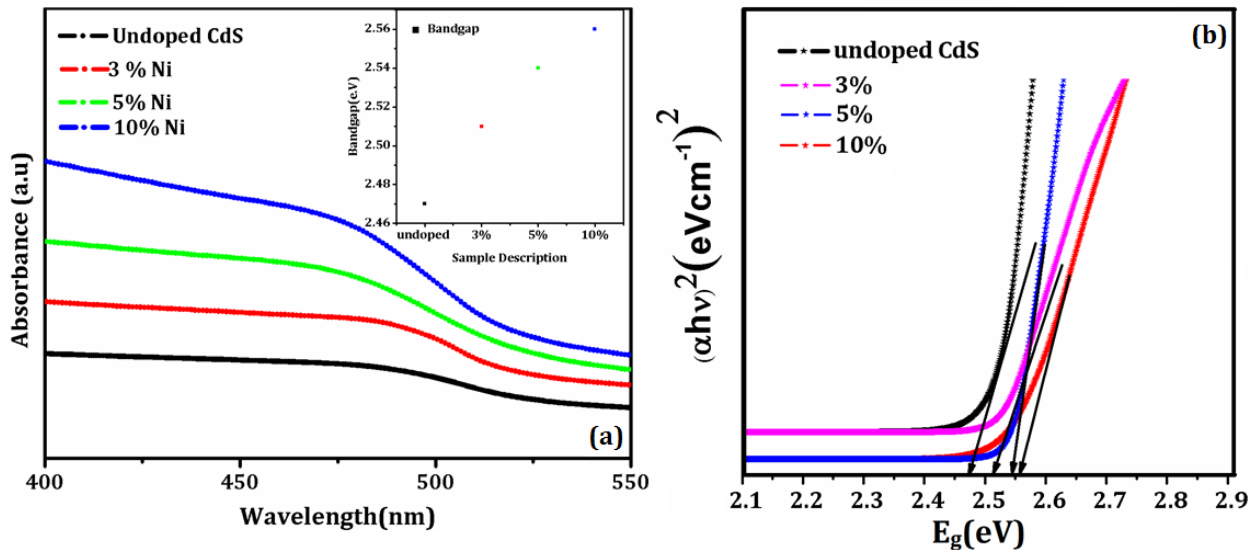 Undoped CdS
3 % Ni
5% Ni
10% Ni
Bandgap
Bandgap(e.V)
2.56
2.54
2.52
2.50
2.48
2.46
undoped 3% 5% 10%
Sample Description
Absorbance (a.u)
(a)
400 450 500 550
Wavelength(nm)
(b)
undoped CdS
3%
5%
10%
(αhν)²(eVcm⁻¹)²
2.1 2.2 2.3 2.4 2.5 2.6 2.7 2.8 2.9
Eg(eV)